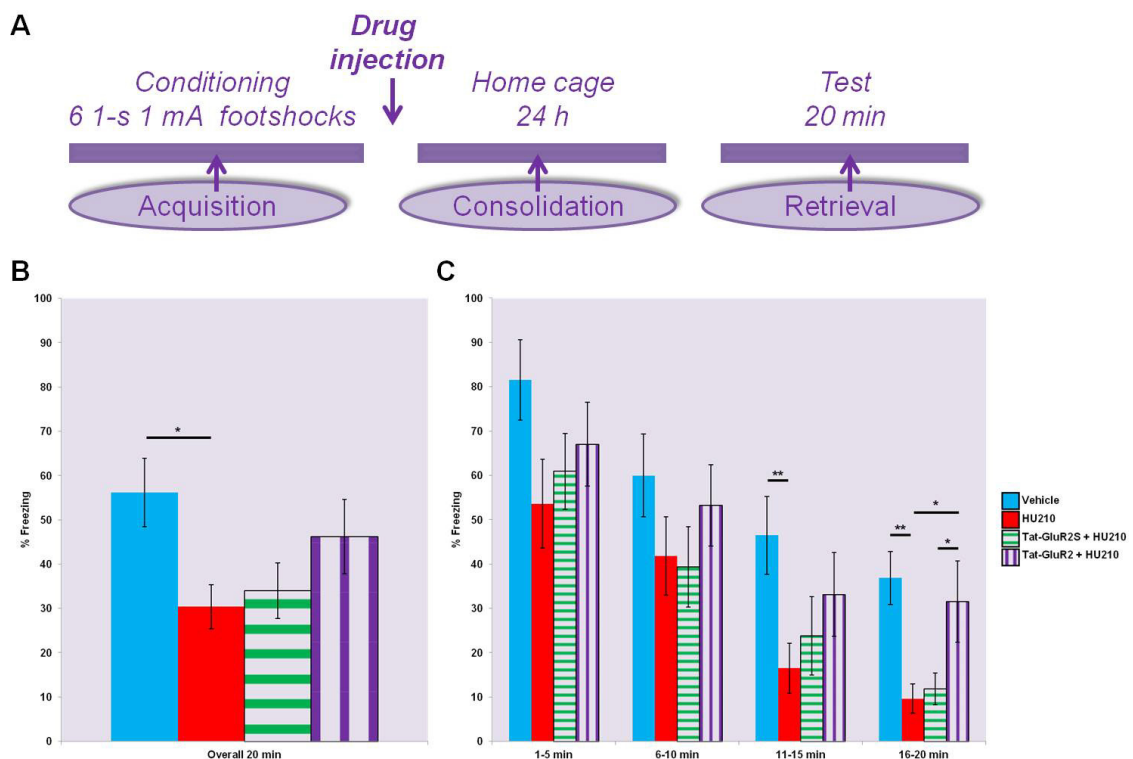 A
Drug
injection
Conditioning
6 1-s 1 mA footshocks
Home cage
24 h
Test
20 min
Acquisition
Consolidation
Retrieval
B
100
90
80
70
60
50
40
30
20
10
0
% Freezing
*
Overall 20 min
C
100
90
80
70
60
50
40
30
20
10
0
% Freezing
**
*
**
*
1-5 min
6-10 min
11-15 min
16-20 min
Vehicle
HU210
Tat-GluR2S + HU210
Tat-GluR2 + HU210